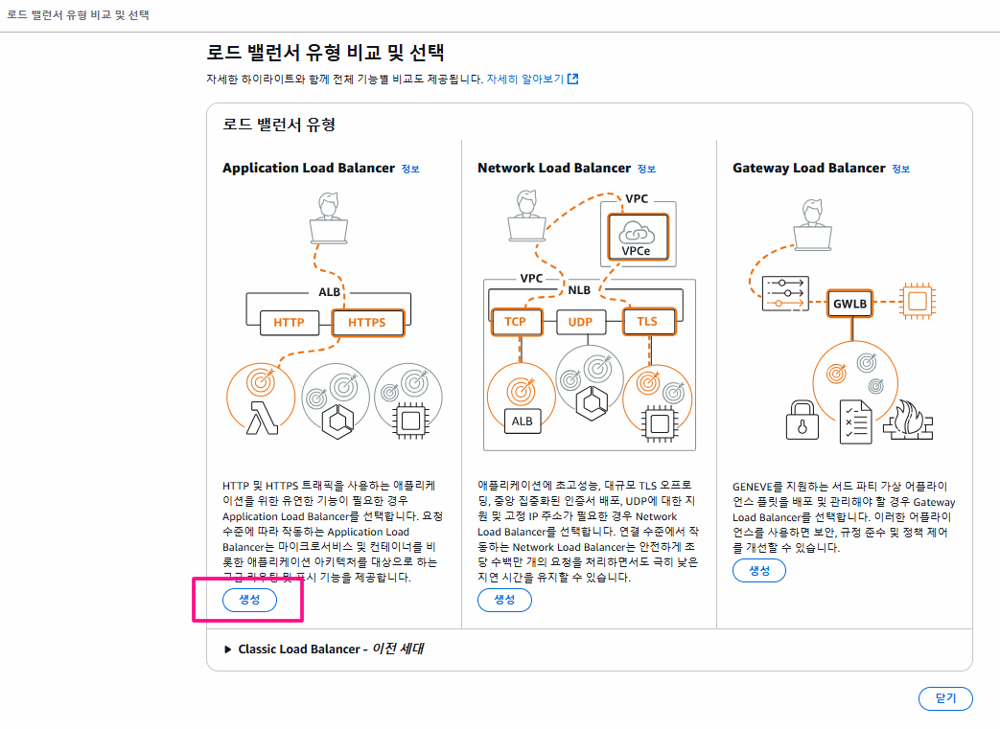 로드 밸런서 유형 비교 및 선택
로드 밸런서 유형 비교 및 선택
자세한 하이라이트와 함께 전체 기능별 비교도 제공됩니다. 자세히 알아보기
로드 밸런서 유형
Application Load Balancer 정보
ALB
HTTP
HTTPS
HTTP 및 HTTPS 트래픽을 사용하는 애플리케
이션을 위한 유연한 기능이 필요한 경우
Application Load Balancer를 선택합니다. 요청
수준에 따라 작동하는 Application Load
Balancer는 마이크로서비스 및 컨테이너를 비
롯한 애플리케이션 아키텍처를 대상으로 하는
고급 라우팅 및 표시 기능을 제공합니다.
생성
Network Load Balancer 정보
VPC
VPCe
VPC
NLB
TCP
UDP
TLS
ALB
애플리케이션에 초고성능, 대규모 TLS 오프로
딩, 중앙 집중화된 인증서 배포, UDP에 대한 지
원 및 고정 IP 주소가 필요한 경우 Network
Load Balancer를 선택합니다. 연결 수준에서 작
동하는 Network Load Balancer는 안전하게 초
당 수백만 개의 요청을 처리하면서도 극히 낮은
지연 시간을 유지할 수 있습니다.
생성
Gateway Load Balancer 정보
GWLB
GENEVE를 지원하는 서드 파티 가상 어플라이
언스 플릿을 배포 및 관리해야 할 경우 Gateway
Load Balancer를 선택합니다. 이러한 어플라이
언스를 사용하면 보안, 규정 준수 및 정책 제어
를 개선할 수 있습니다.
생성
Classic Load Balancer - 이전 세대
닫기